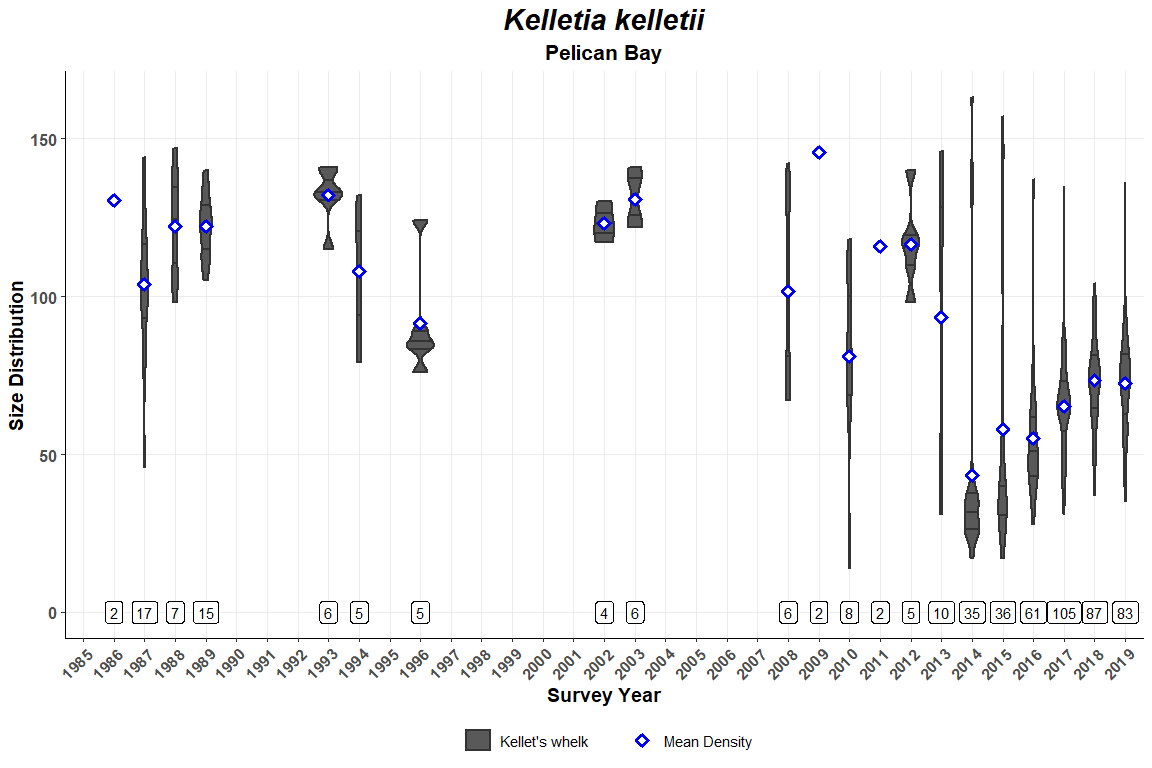 Kelletia kelletii
Pelican Bay
Size Distribution
150
100
50
0
2 17 7 15 6 5 5 4 6 6 2 8 2 5 10 35 36 61 105 87 83
1985 1986 1987 1988 1989 1990 1991 1992 1993 1994 1995 1996 1997 1998 1999 2000 2001 2002 2003 2004 2005 2006 2007 2008 2009 2010 2011 2012 2013 2014 2015 2016 2017 2018 2019
Survey Year
Kellet's whelk Mean Density